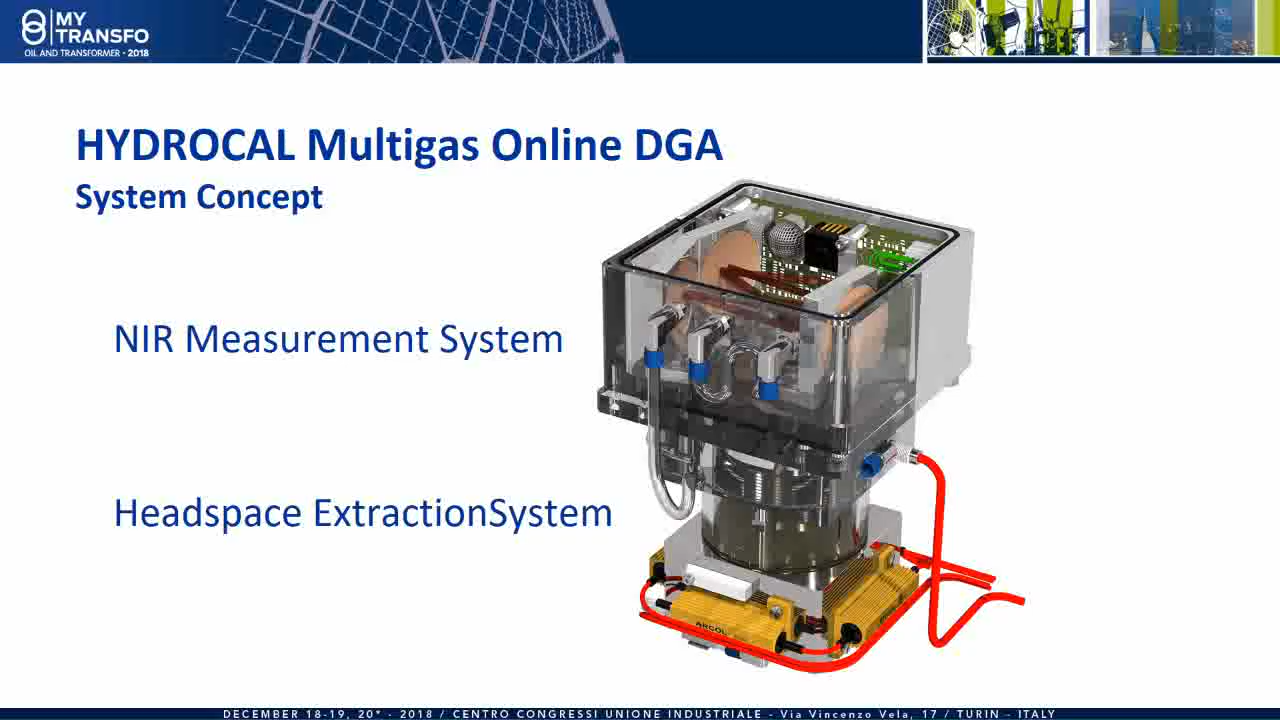 MY
TRANSFO
OIL AND TRANSFORMER • 2018
HYDROCAL Multigas Online DGA
System Concept
NIR Measurement System
Headspace ExtractionSystem
ARCOL
DECEMBER 18-19, 20* - 2018 / CENTRO CONGRESSI UNIONE INDUSTRIALE - Via Vincenzo Vela, 17 / TURIN - ITALY